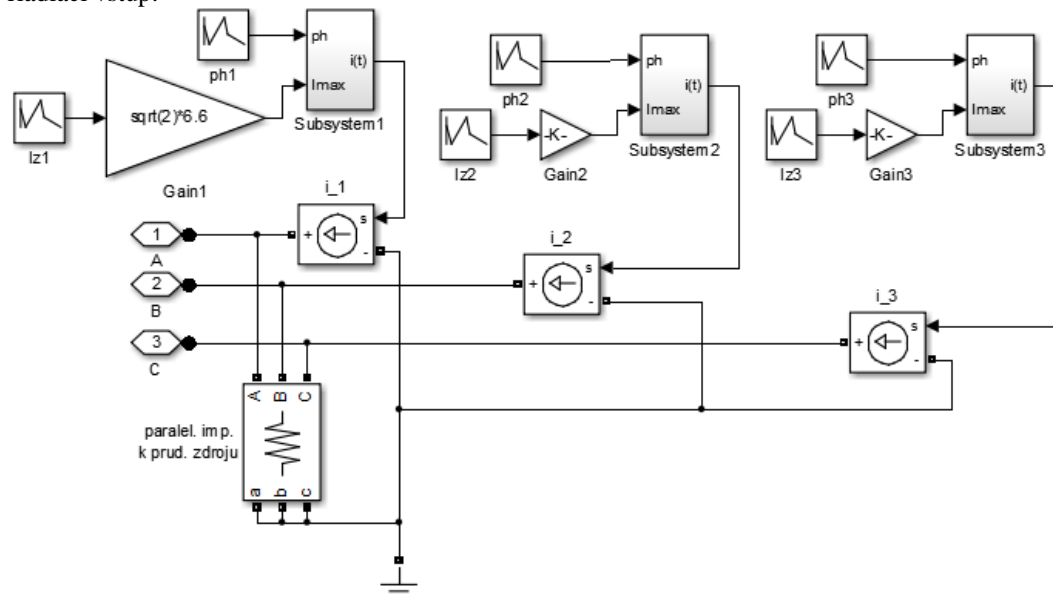 ph1
ph
Imax
i(t)
Subsystem1
Iz1
sqrt(2)*6.6
Gain1
ph2
ph
Imax
i(t)
Subsystem2
Iz2
-K-
Gain2
ph3
ph
Imax
i(t)
Subsystem3
Iz3
-K-
Gain3
i_1
+
s
-
1
A
i_2
+
s
-
2
B
i_3
+
s
-
3
C
A B C
paralel. imp.
k prud. zdroju
a b c